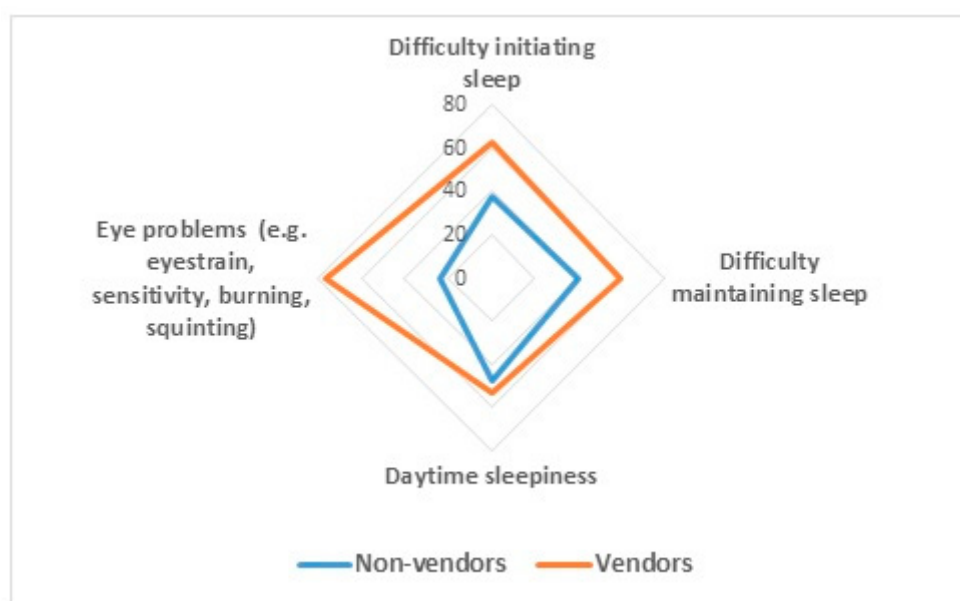 Difficulty initiating
sleep
80
60
40
20
0
Eye problems (e.g.
eyestrain,
sensitivity, burning,
squinting)
Difficulty
maintaining sleep
Daytime sleepiness
Non-vendors Vendors